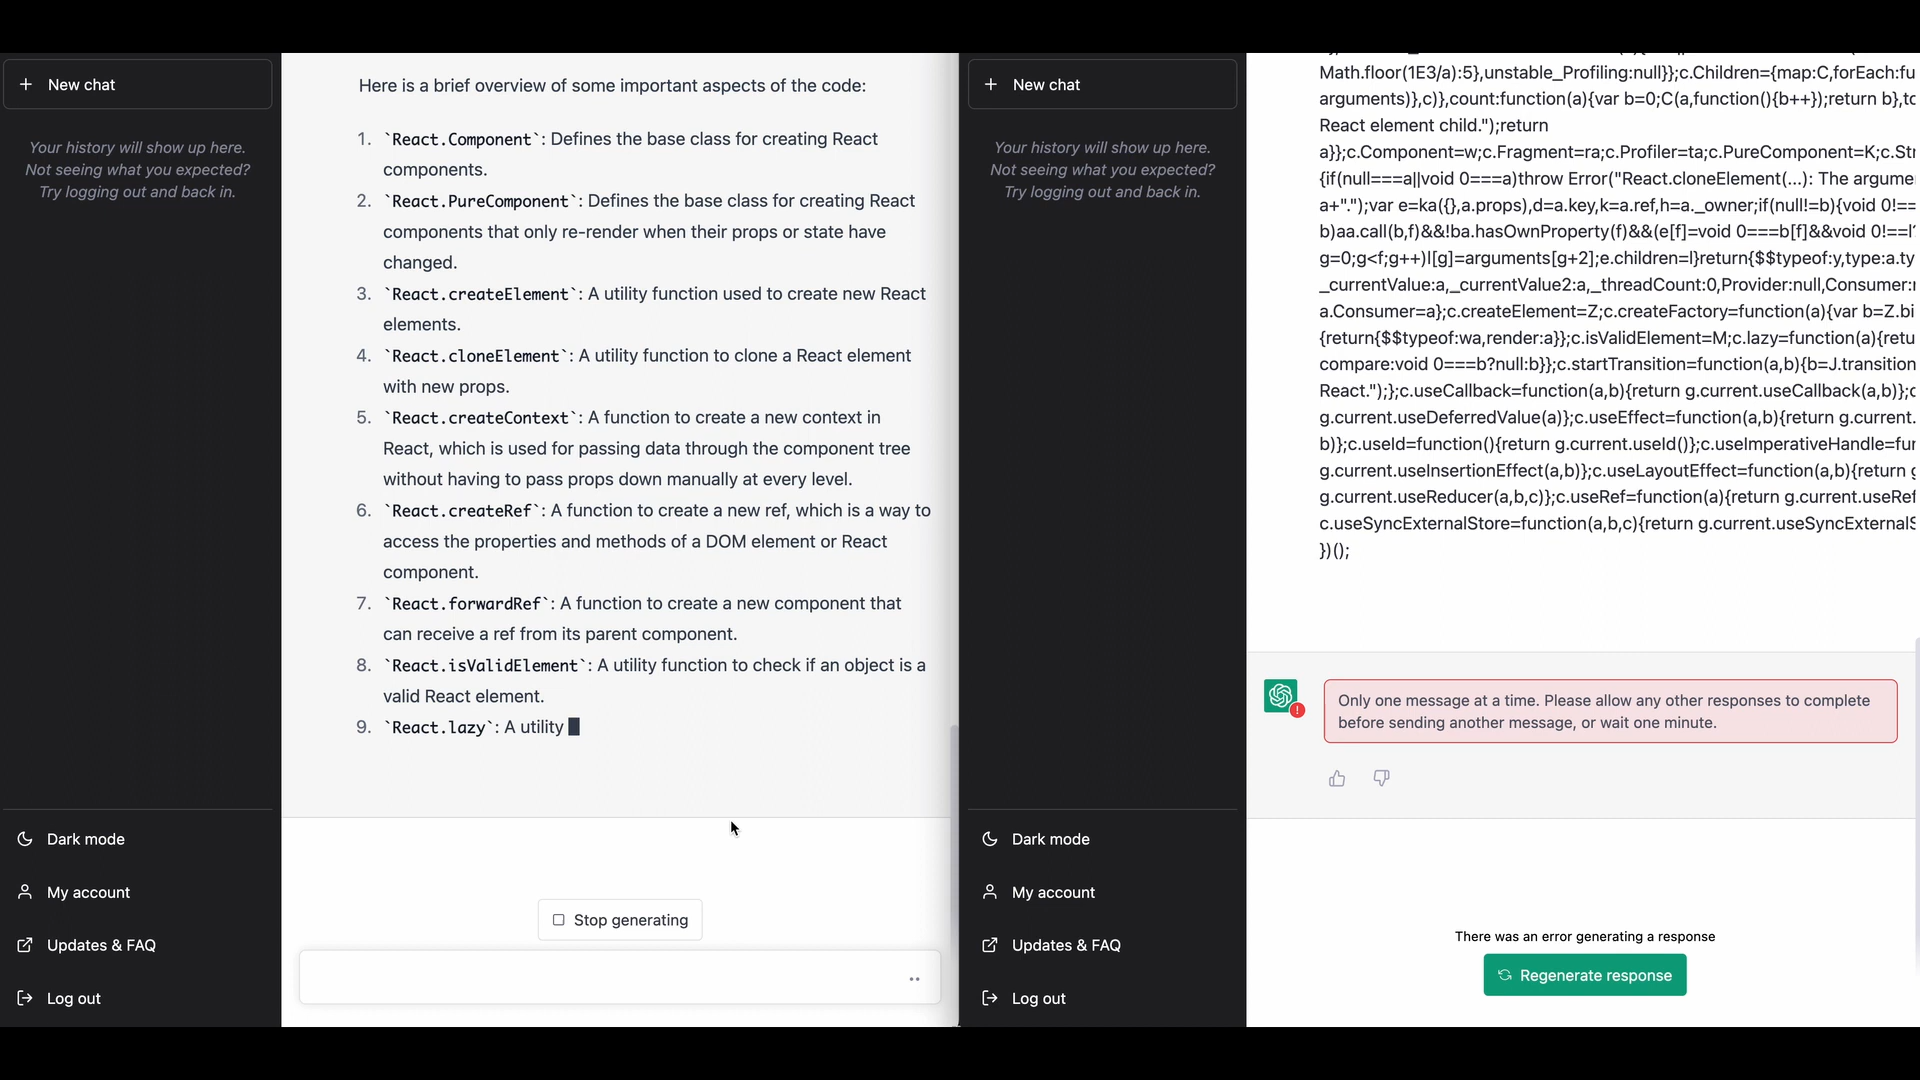 New chat
Your history will show up here.
Not seeing what you expected?
Try logging out and back in.
Dark mode
My account
Updates & FAQ
Log out
Here is a brief overview of some important aspects of the code:
1. `React.Component`: Defines the base class for creating React
components.
2. `React.PureComponent`: Defines the base class for creating React
components that only re-render when their props or state have
changed.
3. `React.createElement`: A utility function used to create new React
elements.
4. `React.cloneElement`: A utility function to clone a React element
with new props.
5. `React.createContext`: A function to create a new context in
React, which is used for passing data through the component tree
without having to pass props down manually at every level.
6. `React.createRef`: A function to create a new ref, which is a way to
access the properties and methods of a DOM element or React
component.
7. `React.forwardRef`: A function to create a new component that
can receive a ref from its parent component.
8. `React.isValidElement`: A utility function to check if an object is a
valid React element.
9. `React.lazy`: A utility
Stop generating
New chat
Your history will show up here.
Not seeing what you expected?
Try logging out and back in.
Dark mode
My account
Updates & FAQ
Log out
Math.floor(1E3/a):5},unstable_Profiling:null}};c.Children={map:C,forEach:fu
arguments)},c)},count:function(a){var b=0;C(a,function(){b++});return b},tc
React element child.");return
a}};c.Component=w;c.Fragment=ra;c.Profiler=ta;c.PureComponent=K;c.Str
{if(null===a||void 0===a)throw Error("React.cloneElement(...): The argume
a+".");var e=ka({},a.props),d=a.key,k=a.ref,h=a._owner;if(null!=b){void 0!==
b)aa.call(b,f)&&!ba.hasOwnProperty(f)&&(e[f]=void 0===b[f]&&void 0!==l?
g=0;g<f;g++)l[g]=arguments[g+2];e.children=l}return{$$typeof:y,type:a.ty
_currentValue:a,_currentValue2:a,_threadCount:0,Provider:null,Consumer:
a.Consumer=a};c.createElement=Z;c.createFactory=function(a){var b=Z.bi
{return{$$typeof:wa,render:a}};c.isValidElement=M;c.lazy=function(a){retu
compare:void 0===b?null:b}};c.startTransition=function(a,b){b=J.transition
React.");};c.useCallback=function(a,b){return g.current.useCallback(a,b)};c
g.current.useDeferredValue(a)};c.useEffect=function(a,b){return g.current.
b)};c.useId=function(){return g.current.useId()};c.useImperativeHandle=fun
g.current.useInsertionEffect(a,b)};c.useLayoutEffect=function(a,b){return g
g.current.useReducer(a,b,c)};c.useRef=function(a){return g.current.useRef
c.useSyncExternalStore=function(a,b,c){return g.current.useSyncExternalS
})();
Only one message at a time. Please allow any other responses to complete
before sending another message, or wait one minute.
There was an error generating a response
Regenerate response